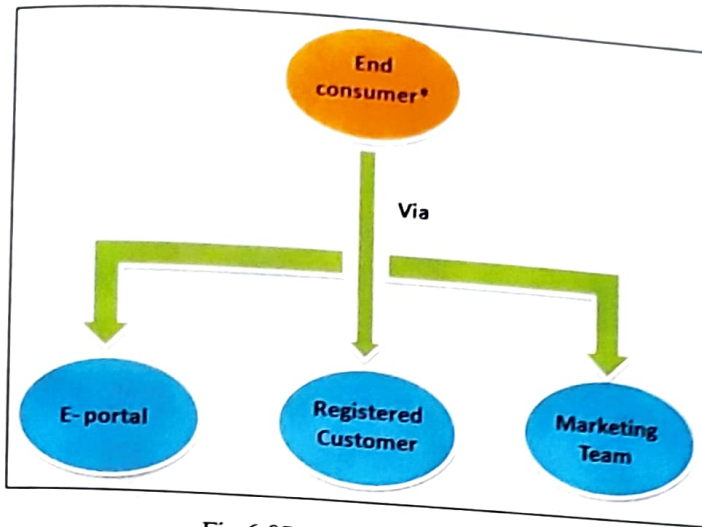 End
consumer*
Via
E- portal
Registered
Customer
Marketing
Team